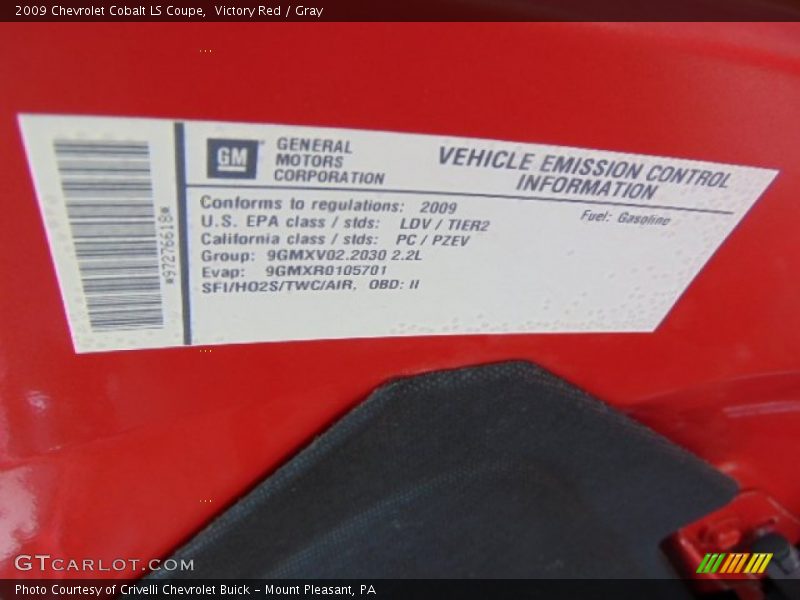 2009 Chevrolet Cobalt LS Coupe, Victory Red / Gray
*97276618*
GM
GENERAL
MOTORS
CORPORATION
VEHICLE EMISSION CONTROL
INFORMATION
Conforms to regulations: 2009
Fuel: Gasoline
U.S. EPA class / stds: LDV / TIER2
California class / stds: PC / PZEV
Group: 9GMXV02.2030 2.2L
Evap: 9GMXR0105701
SFI/HO2S/TWC/AIR, OBD: II
GTCARLOT.COM
Photo Courtesy of Crivelli Chevrolet Buick - Mount Pleasant, PA